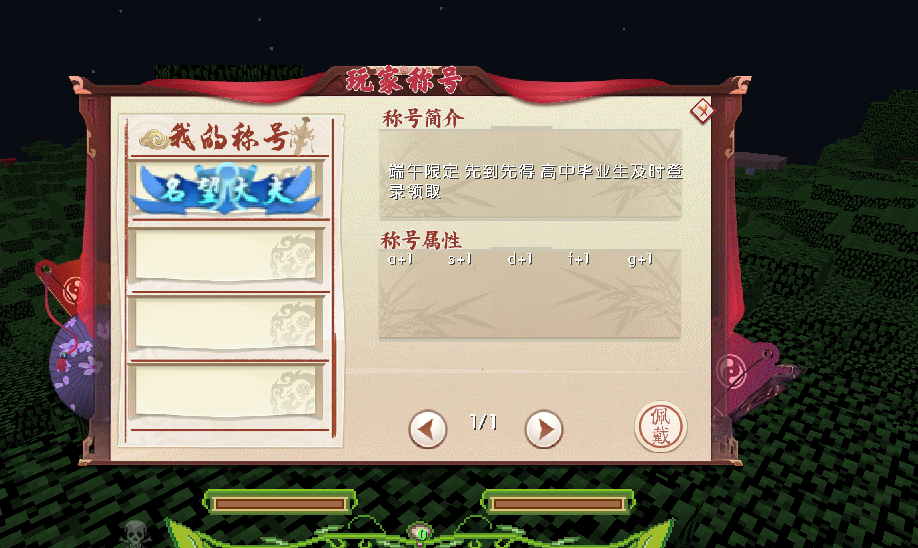 玩家称号
我的称号
名望大夫
称号简介
端午限定 先到先得 高中毕业生及时登
录领取
称号属性
a+1 s+1 d+1 f+1 g+1
1/1
佩戴
0